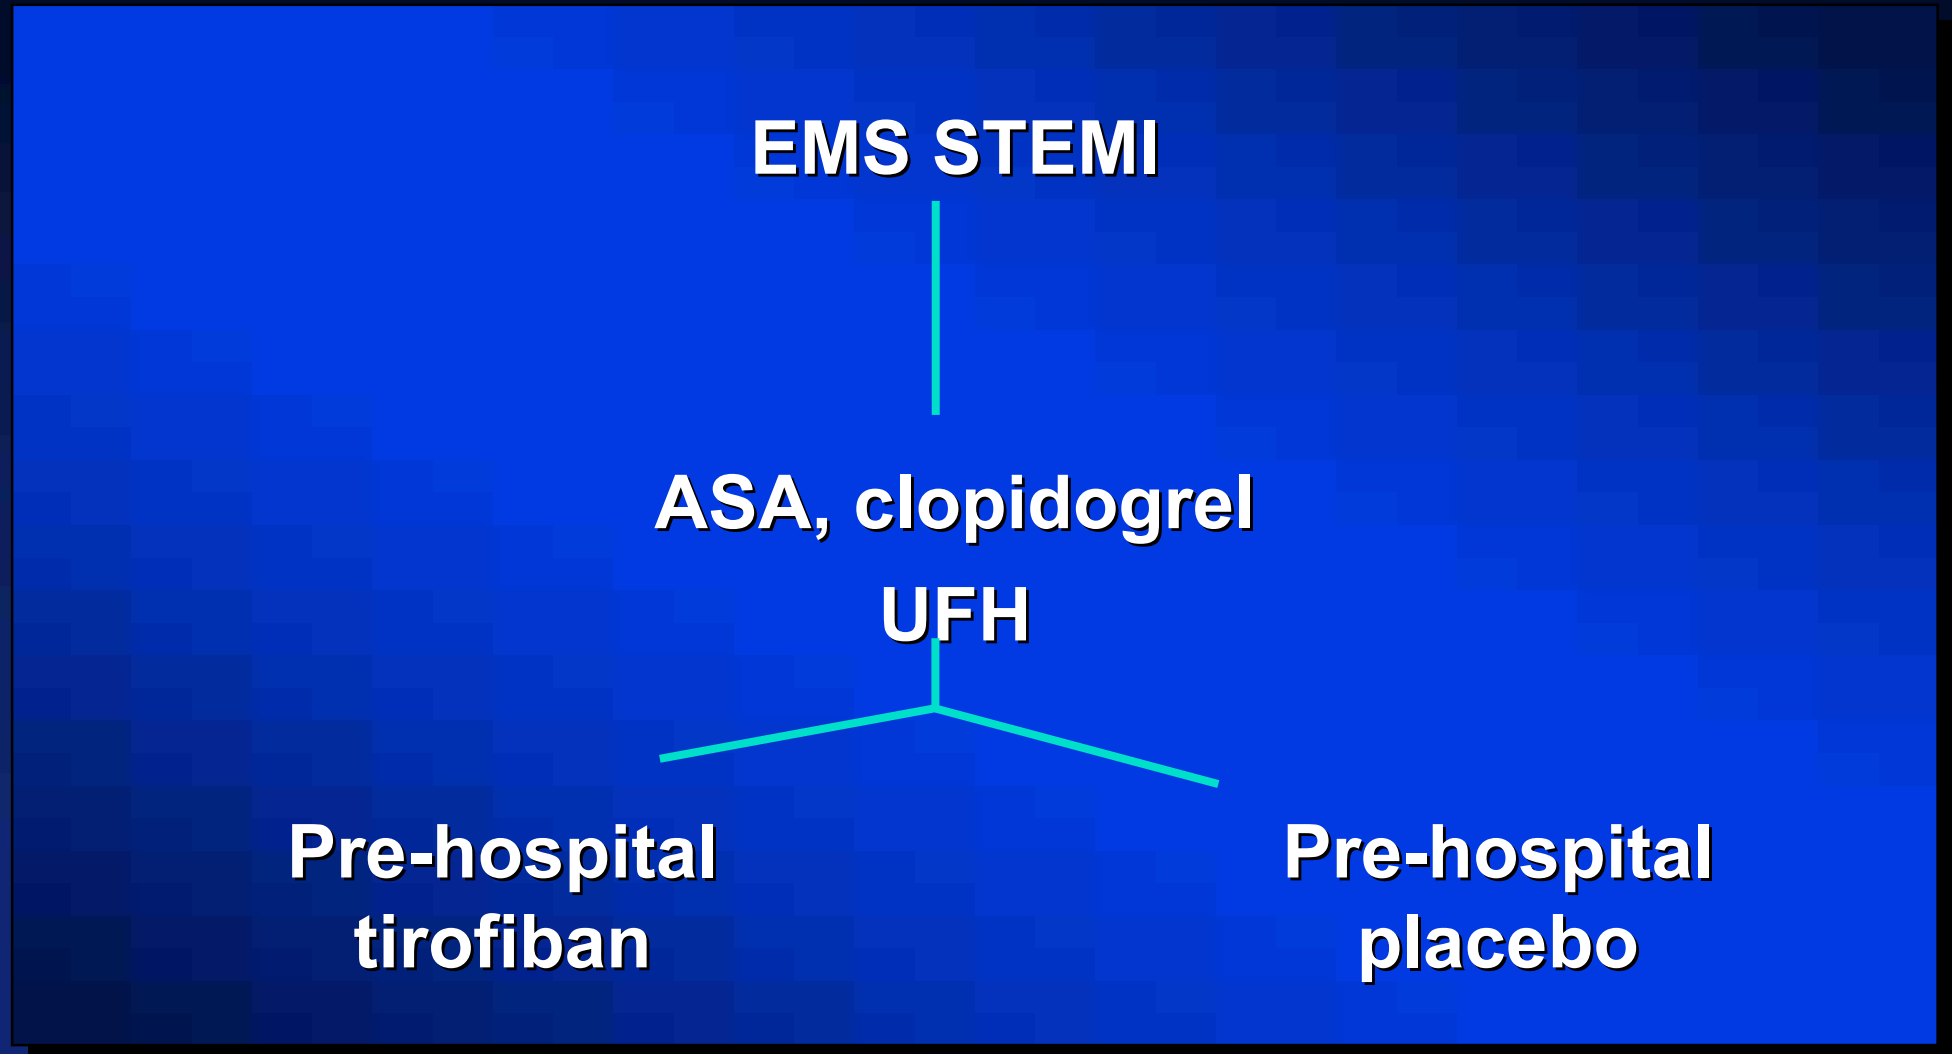 EMS STEMI
ASA, clopidogrel
UFH
Pre-hospital
tirofiban
Pre-hospital
placebo